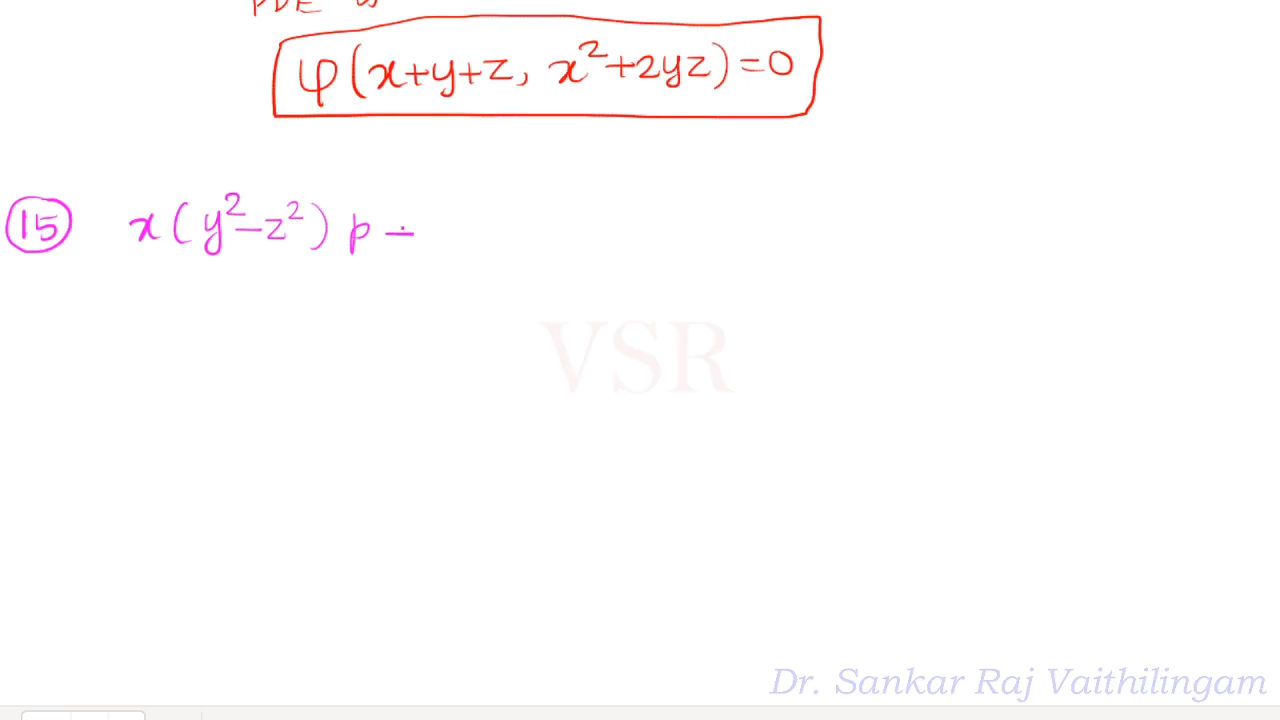 φ(x+y+z, x²+2yz)=0
15 x(y²-z²) p -
VSR
Dr. Sankar Raj Vaithilingam